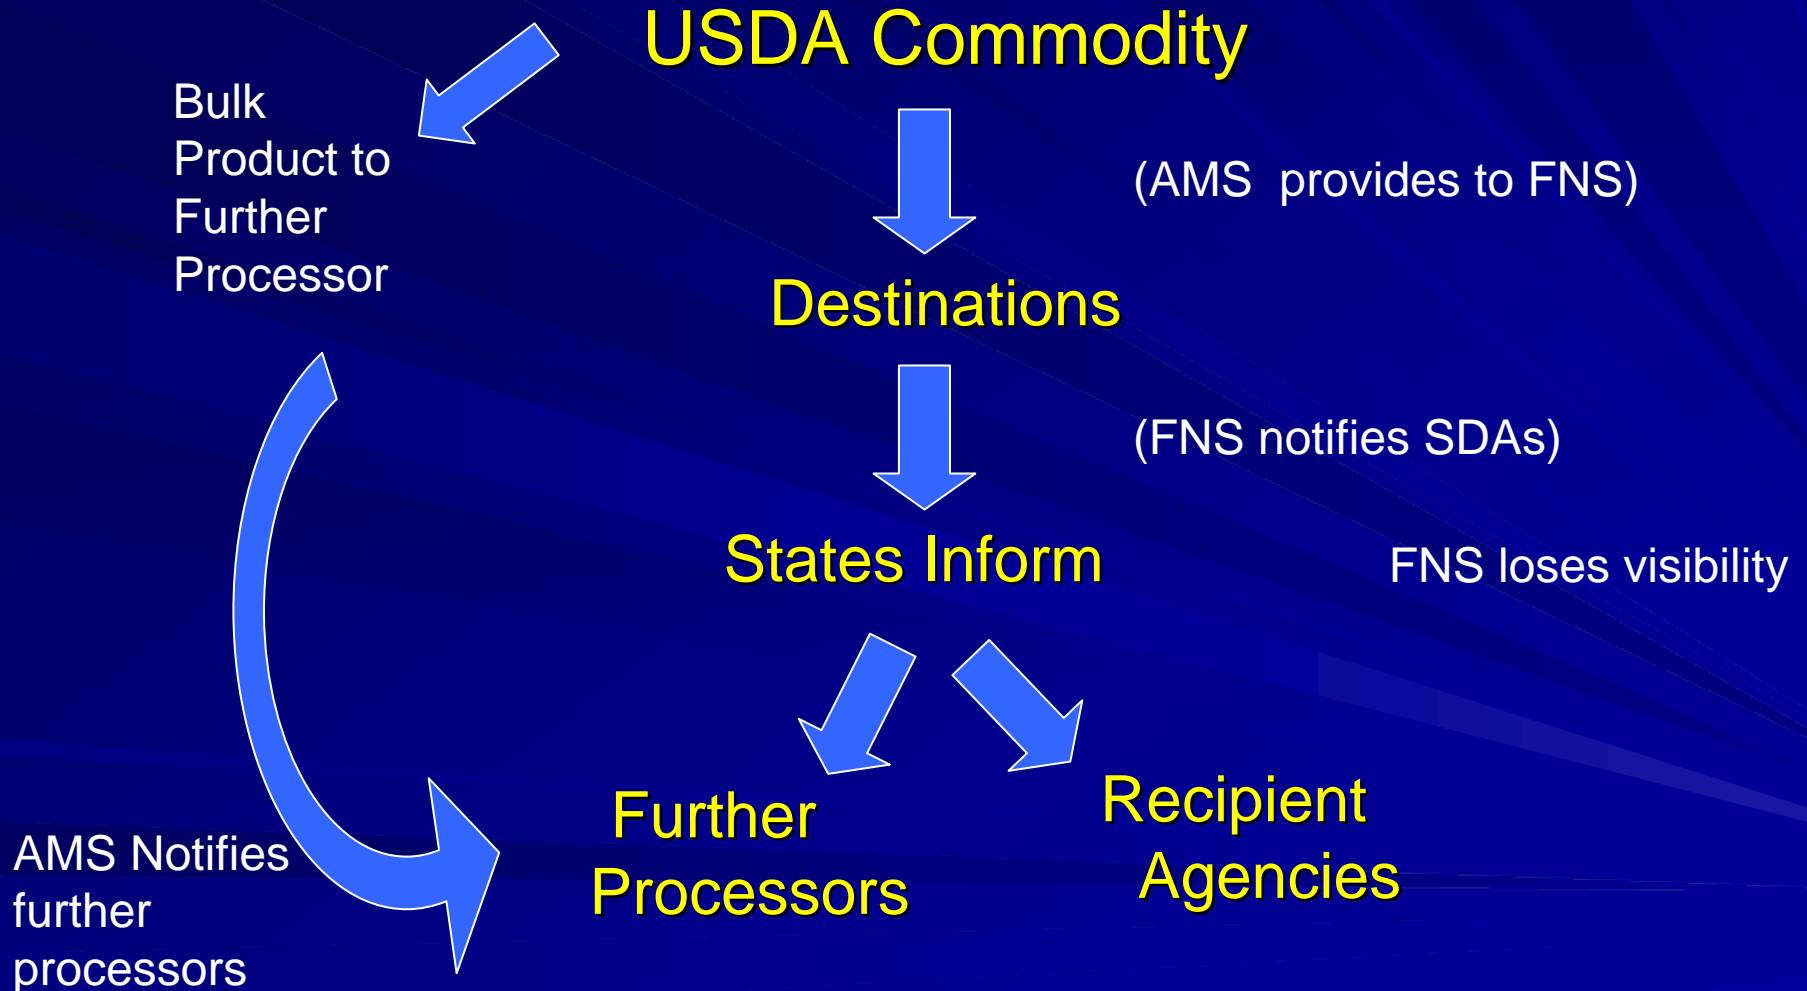 USDA Commodity
Bulk
Product to
Further
Processor
(AMS provides to FNS)
Destinations
(FNS notifies SDAs)
States Inform
FNS loses visibility
Further
Processors
Recipient
Agencies
AMS Notifies
further
processors